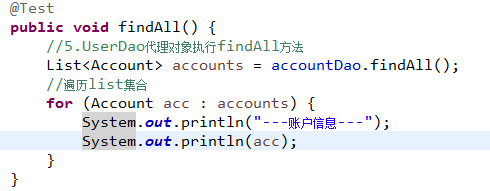 @Test
public void findAll() {
//5.UserDao代理对象执行findAll方法
List<Account> accounts = accountDao.findAll();
//遍历list集合
for (Account acc : accounts) {
System.out.println("---账户信息---");
System.out.println(acc);
}
}